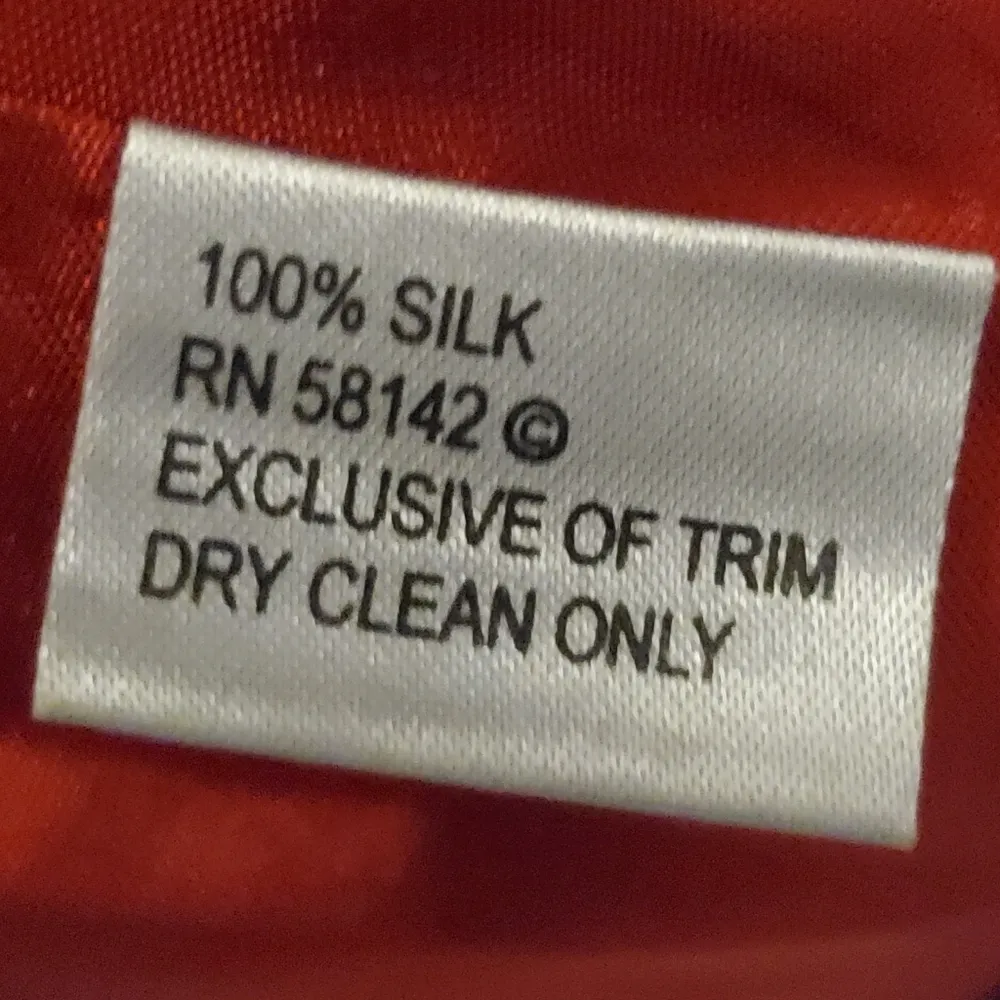 100% SILK
RN 58142 ©
EXCLUSIVE OF TRIM
DRY CLEAN ONLY